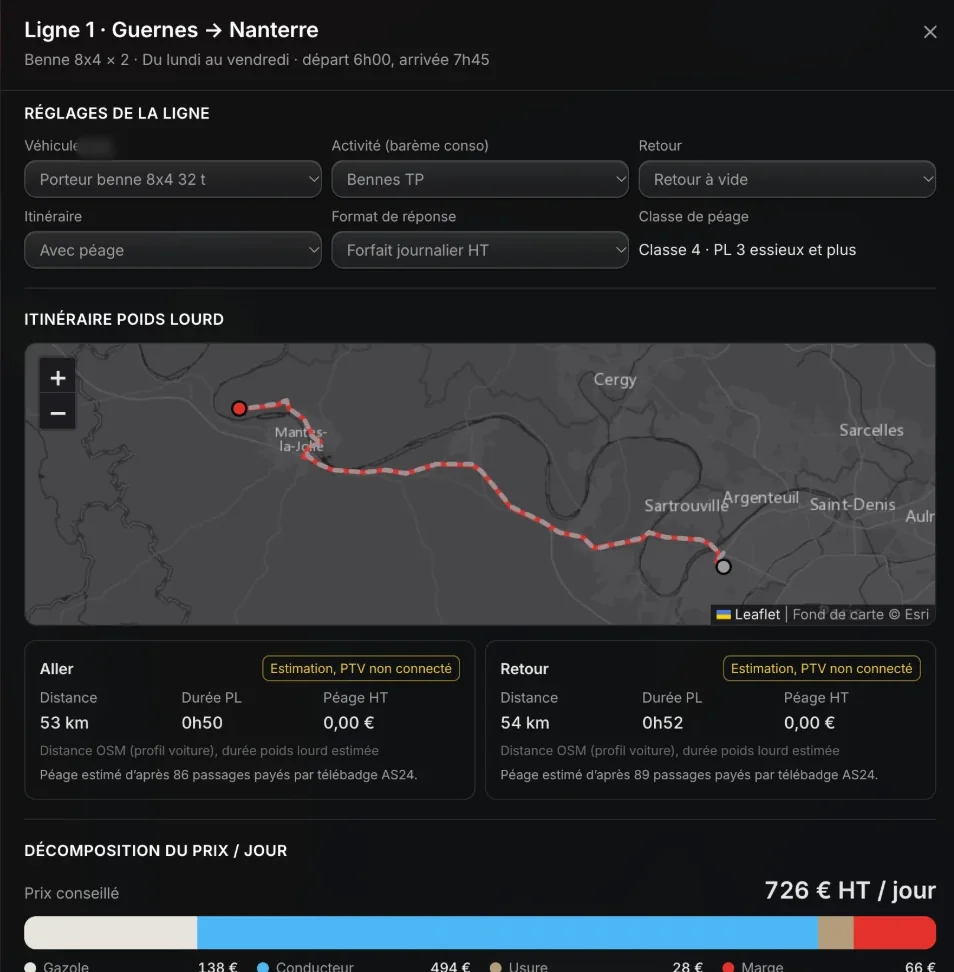 Ligne 1 · Guernes → Nanterre
Benne 8x4 × 2 · Du lundi au vendredi · départ 6h00, arrivée 7h45
RÉGLAGES DE LA LIGNE
Véhicule Activité (barème conso) Retour
Porteur benne 8x4 32 t Bennes TP Retour à vide
Itinéraire Format de réponse Classe de péage
Avec péage Forfait journalier HT Classe 4 · PL 3 essieux et plus
ITINÉRAIRE POIDS LOURD
+
−
Cergy
Mantes-
la-Jolie
Sarcelles
Sartrouville
Argenteuil
Saint-Denis
Aulr
Leaflet | Fond de carte © Esri
Aller Estimation, PTV non connecté
Distance Durée PL Péage HT
53 km 0h50 0,00 €
Distance OSM (profil voiture), durée poids lourd estimée
Péage estimé d’après 86 passages payés par télébadge AS24.
Retour Estimation, PTV non connecté
Distance Durée PL Péage HT
54 km 0h52 0,00 €
Distance OSM (profil voiture), durée poids lourd estimée
Péage estimé d’après 89 passages payés par télébadge AS24.
DÉCOMPOSITION DU PRIX / JOUR
Prix conseillé 726 € HT / jour
Gazole 138 € Conducteur 494 € Usure 28 € Marge 66 €